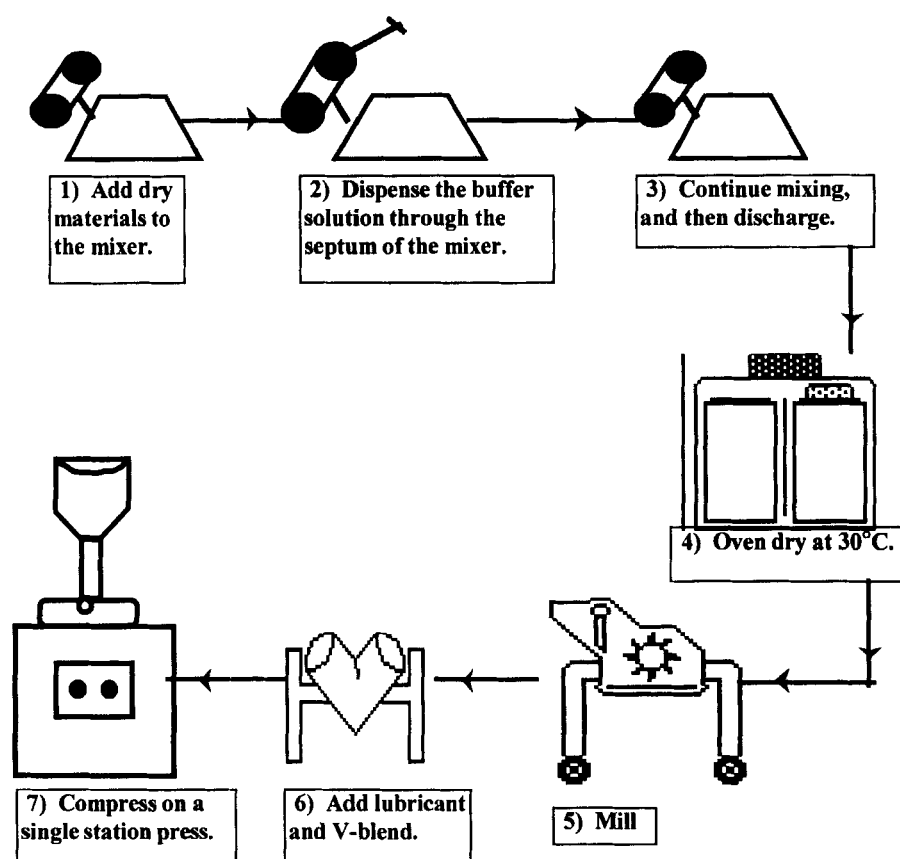 1) Add dry
materials to
the mixer.
2) Dispense the buffer
solution through the
septum of the mixer.
3) Continue mixing,
and then discharge.
4) Oven dry at 30°C.
5) Mill
6) Add lubricant
and V-blend.
7) Compress on a
single station press.